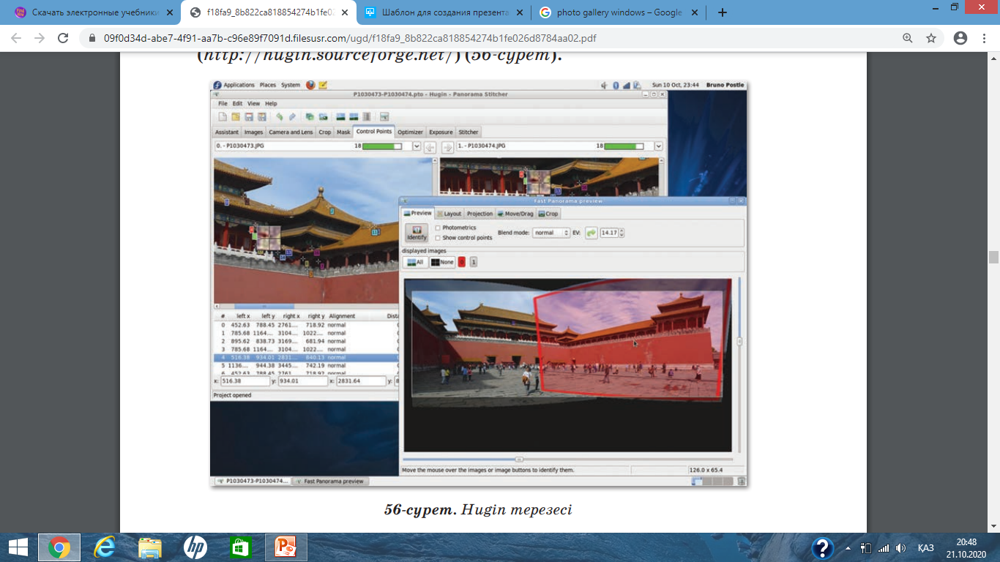 Скачать электронные учебники
f18fa9_8b822ca818854274b1fe02
Шаблон для создания презента
photo gallery windows – Google
09f0d34d-abe7-4f91-aa7b-c96e89f7091d.filesusr.com/ugd/f18fa9_8b822ca818854274b1fe026d8784aa02.pdf
(http://hugin.sourceforge.net/) (56-сурет).
Applications Places System Sun 10 Oct, 23:44 Bruno Postle
P1030473-P1030474.pto - Hugin - Panorama Stitcher
File Edit View Help
Assistant Images Camera and Lens Crop Mask Control Points Optimizer Exposure Stitcher
0. - P1030473.JPG 18 1. - P1030474.JPG 18
Fast Panorama preview
Preview Layout Projection Move/Drag Crop
Identify
Photometrics
Show control points
Blend mode: normal EV: 14.17
displayed images
All None 0 1
# left x left y right x right y Alignment Dista
0 452.63 788.45 2761.... 718.92 normal
1 785.68 1164.... 3104.... 1022.... normal
2 895.62 838.73 3169.... 681.94 normal
3 785.68 1164.... 3104.... 1022.... normal
4 516.38 934.01 2831.... 840.13 normal
5 1136.... 944.38 3445.... 742.19 normal
6 452.63 788.45 2761.... 718.92 normal
x: 516.38 y: 934.01 x: 2831.64 y: 8
Project opened
Move the mouse over the images or image buttons to identify them. 126.0 x 65.4
P1030473-P1030474... Fast Panorama preview
56-сурет. Hugin терезесі
ҚАЗ
20:48
21.10.2020